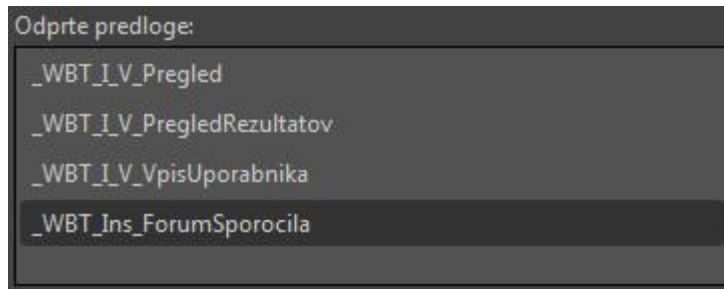 Odprte predloge:
_WBT_I_V_Pregled
_WBT_I_V_PregledRezultatov
_WBT_I_V_VpisUporabnika
_WBT_Ins_ForumSporocila